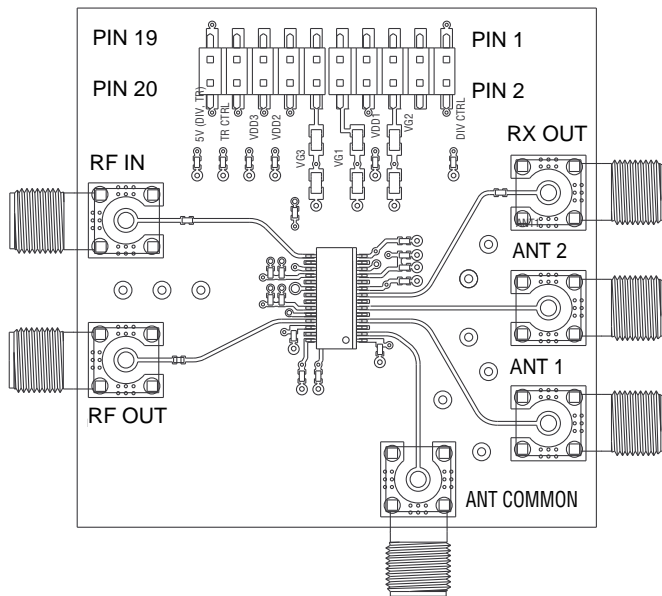 PIN 19
PIN 1
PIN 20
PIN 2
5V (DIV_TR)
TR CTRL
VDD3
VDD2
VG3
VG1
VDD1
VG2
DIV CTRL
RX OUT
RF IN
ANT1
ANT 2
ANT 1
RF OUT
ANT COMMON